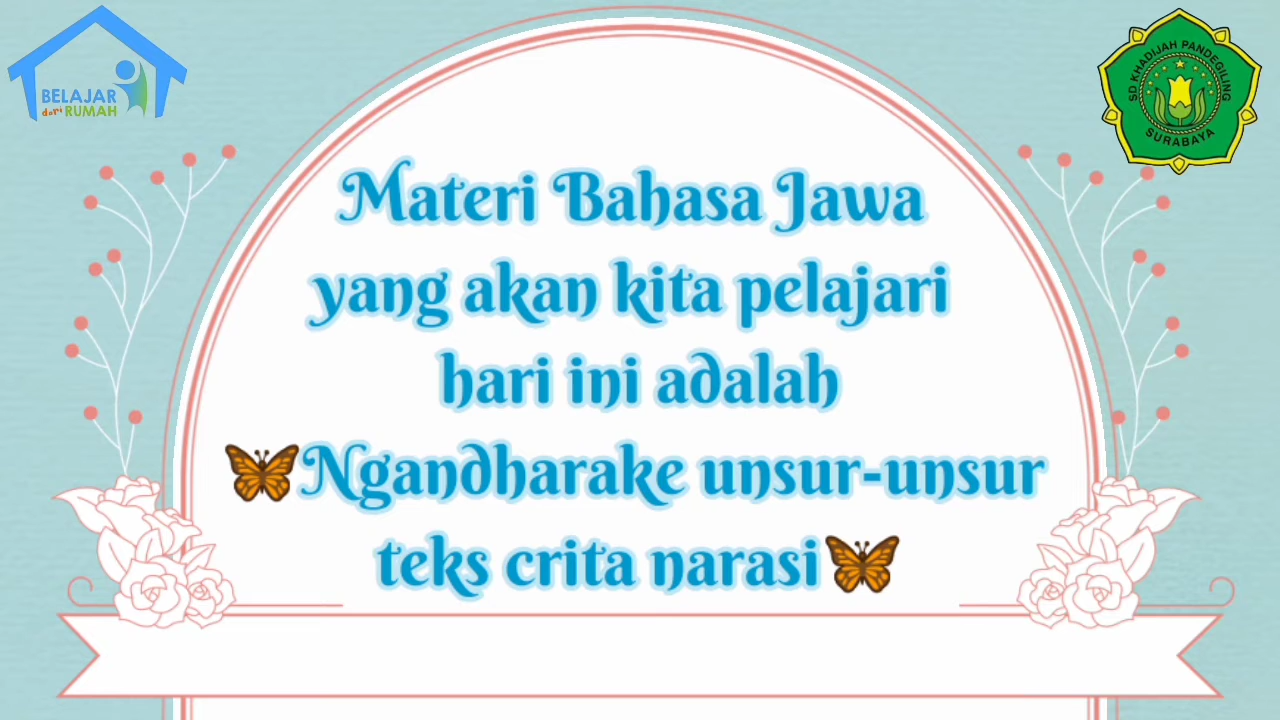 BELAJAR
dari RUMAH
SD KHADIJAH PANDEGILING
SURABAYA
Materi Bahasa Jawa
yang akan kita pelajari
hari ini adalah
🦋Ngandharake unsur-unsur
teks crita narasi🦋